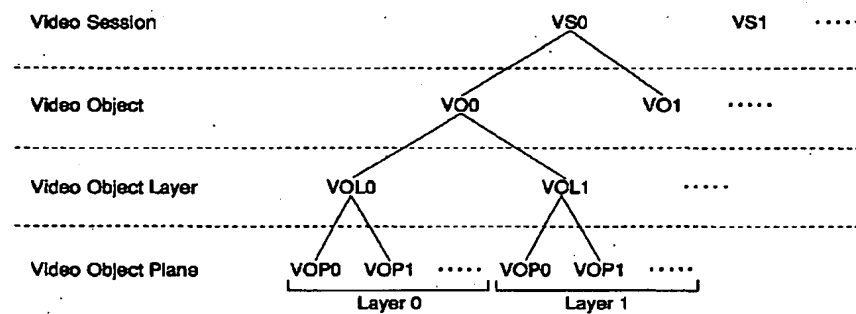 Video Session VS0 VS1 .....
Video Object VO0 VO1 .....
Video Object Layer VOL0 VOL1 .....
Video Object Plane VOP0 VOP1 ..... VOP0 VOP1 .....
Layer 0 Layer 1